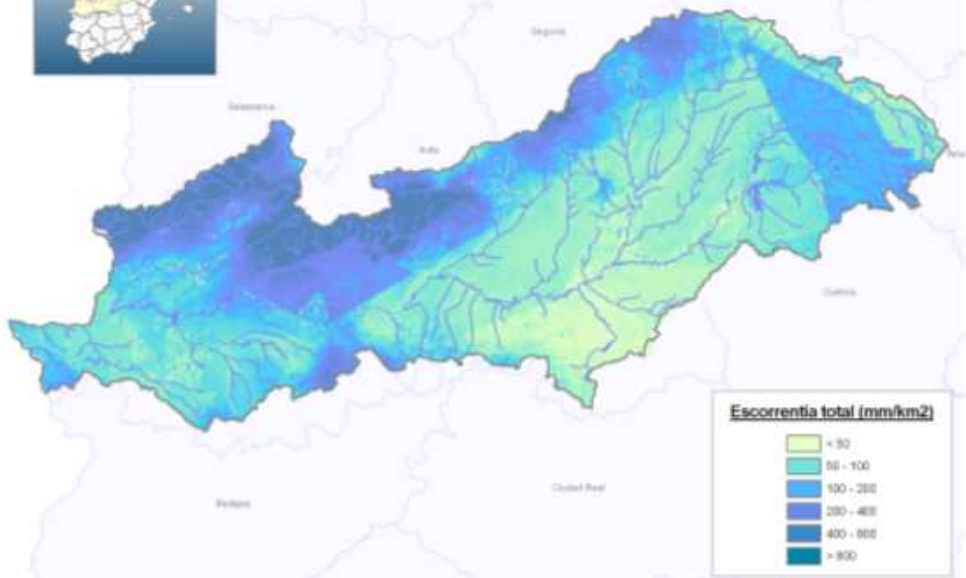 Segovia
Salamanca
Avila
Cuenca
Ciudad Real
Badajoz
Escorrentía total (mm/km2)
< 50
50 - 100
100 - 200
200 - 400
400 - 800
> 800